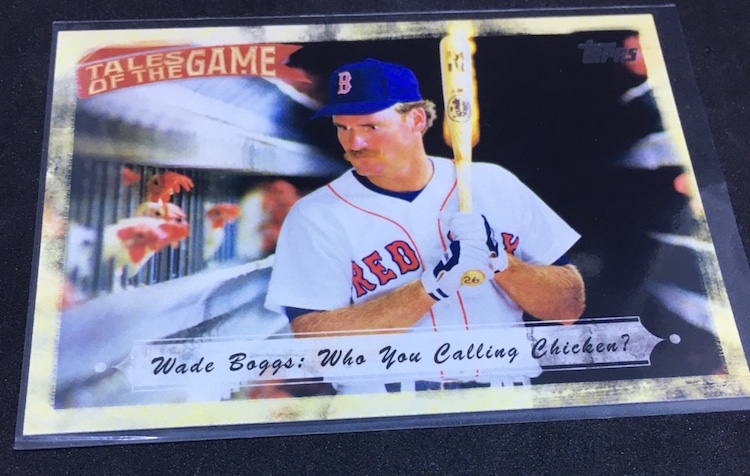 TALES
OF THE GAME
Topps
B
RED
26
Wade Boggs: Who You Calling Chicken?